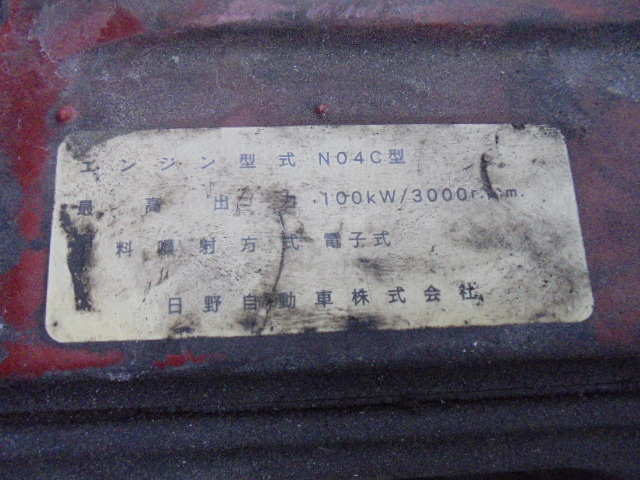 エンジン型式 N04C型
最高出力 100kW/3000r.p.m.
料噴射方式 電子式
日野自動車株式会社